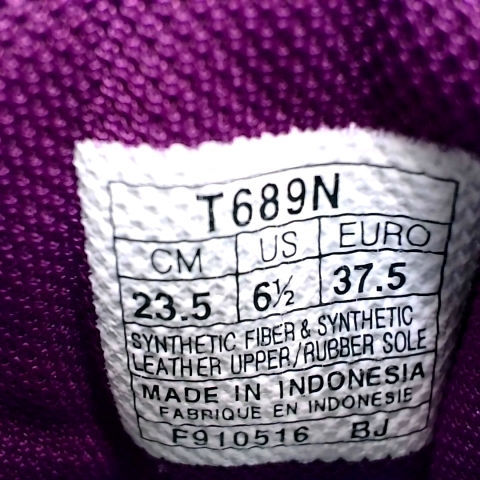 T689N
CM US EURO
23.5 6½ 37.5
SYNTHETIC FIBER & SYNTHETIC
LEATHER UPPER/RUBBER SOLE
MADE IN INDONESIA
FABRIQUE EN INDONESIE
F910516 BJ